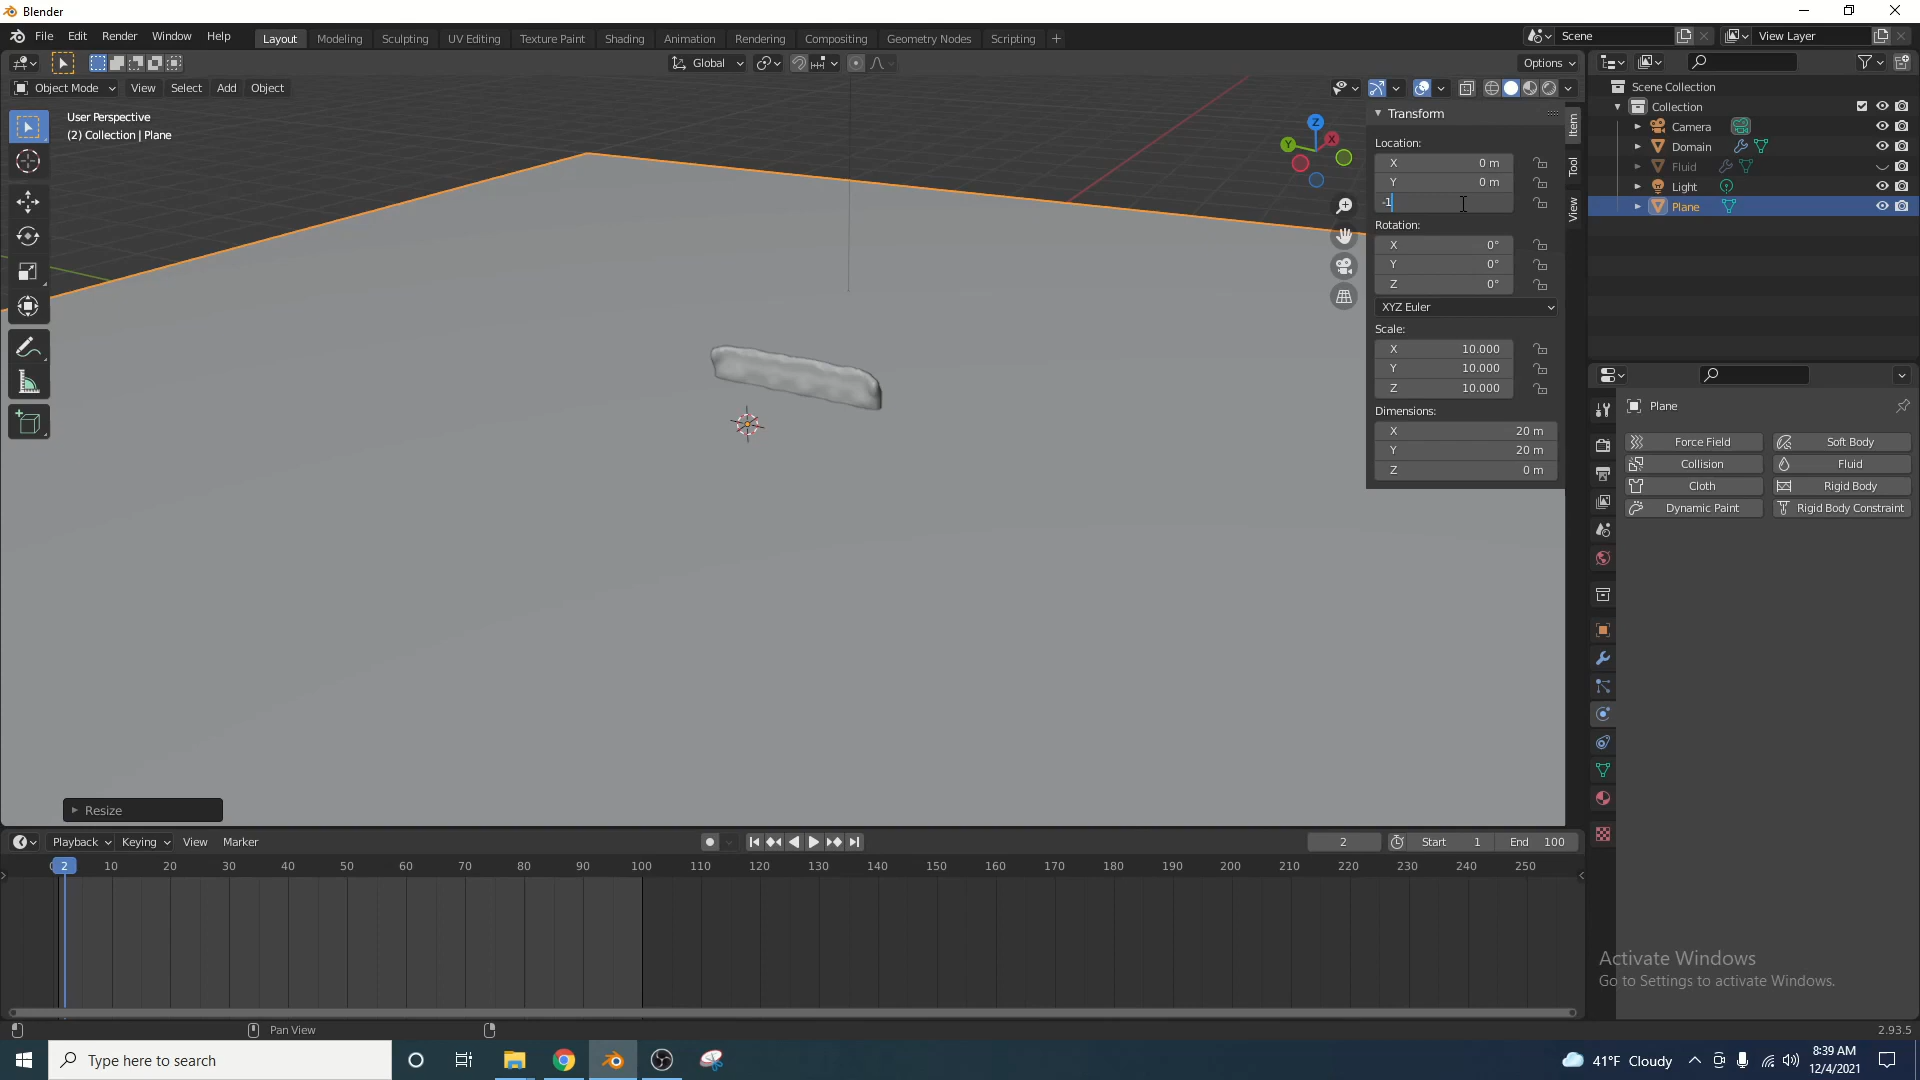 Blender
File Edit Render Window Help
Layout Modeling Sculpting UV Editing Texture Paint Shading Animation Rendering Compositing Geometry Nodes Scripting +
Scene
View Layer
Global
Options
Object Mode View Select Add Object
User Perspective
(2) Collection | Plane
Z
Y
X
Transform
Location:
X 0 m
Y 0 m
-1
Rotation:
X 0°
Y 0°
Z 0°
XYZ Euler
Scale:
X 10.000
Y 10.000
Z 10.000
Dimensions:
X 20 m
Y 20 m
Z 0 m
Item
Tool
View
Scene Collection
Collection
Camera
Domain
Fluid
Light
Plane
Plane
Force Field Soft Body
Collision Fluid
Cloth Rigid Body
Dynamic Paint Rigid Body Constraint
Resize
Playback Keying View Marker
2 Start 1 End 100
2 10 20 30 40 50 60 70 80 90 100 110 120 130 140 150 160 170 180 190 200 210 220 230 240 250
Activate Windows
Go to Settings to activate Windows.
Pan View
2.93.5
Type here to search
41°F Cloudy
8:39 AM
12/4/2021